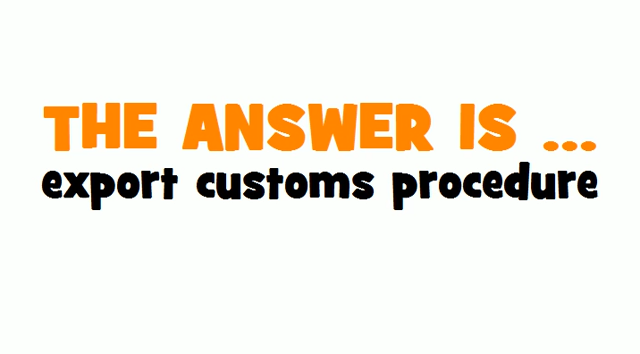 THE ANSWER IS ...
export customs procedure